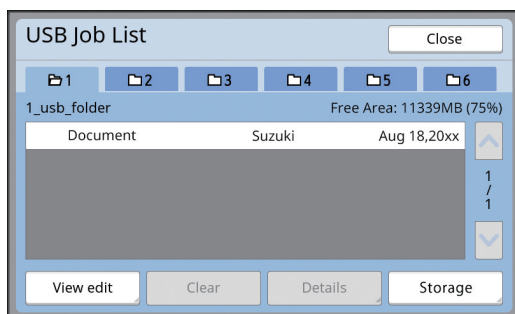 USB Job List Close
1 2 3 4 5 6
1_usb_folder Free Area: 11339MB (75%)
Document Suzuki Aug 18,20xx
1
/
1
View edit Clear Details Storage